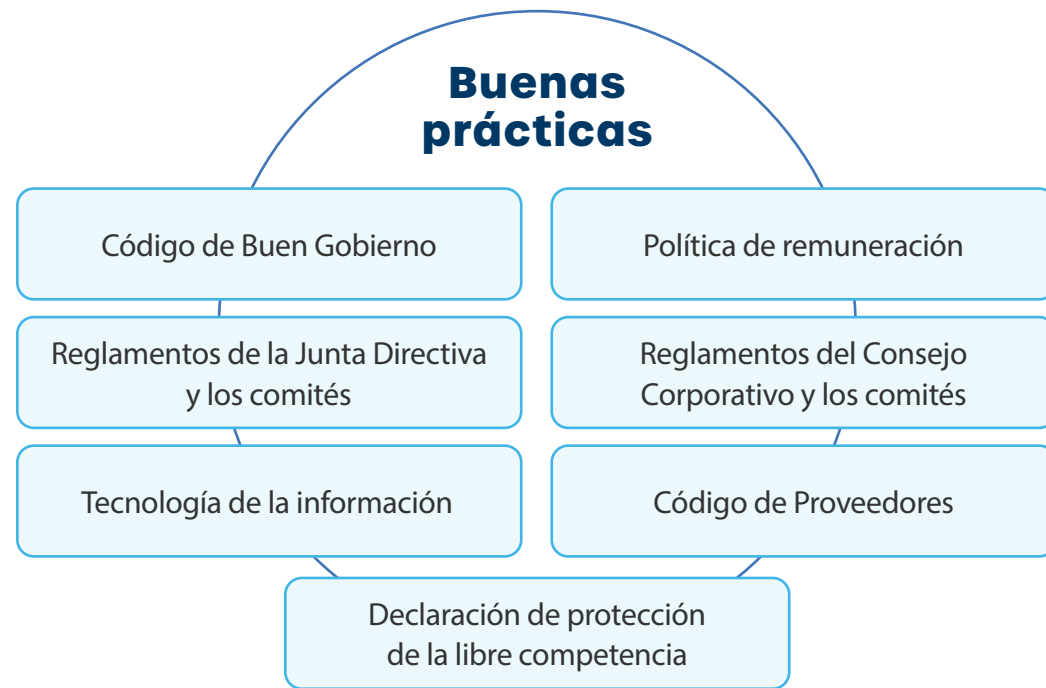 Buenas
prácticas
Código de Buen Gobierno
Política de remuneración
Reglamentos de la Junta Directiva
y los comités
Reglamentos del Consejo
Corporativo y los comités
Tecnología de la información
Código de Proveedores
Declaración de protección
de la libre competencia